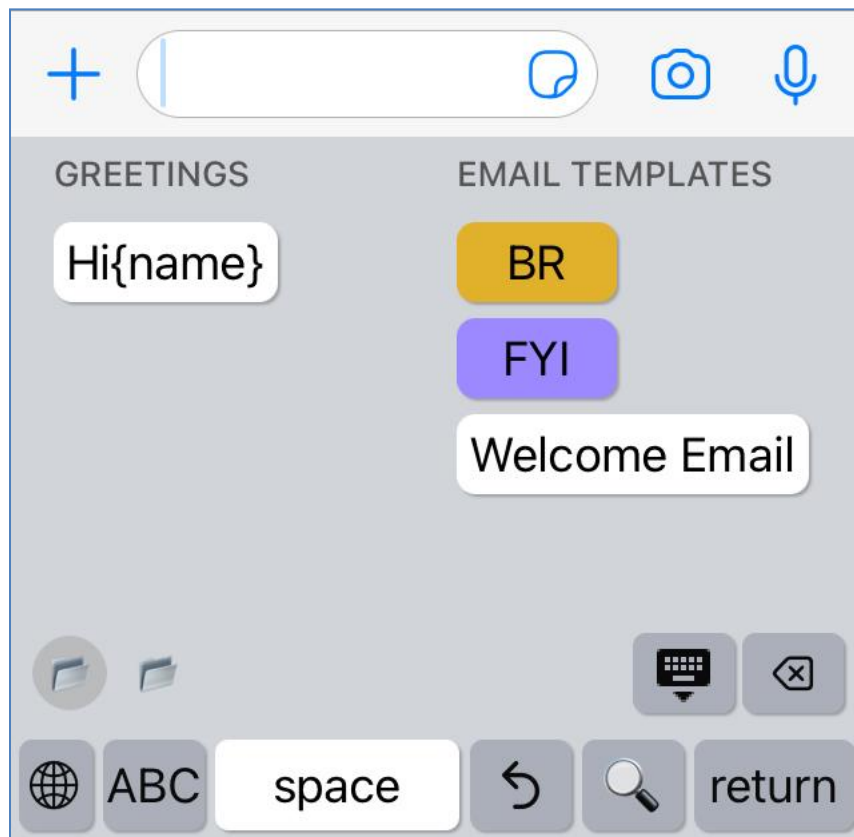 GREETINGS
Hi{name}
EMAIL TEMPLATES
BR
FYI
Welcome Email
ABC
space
return